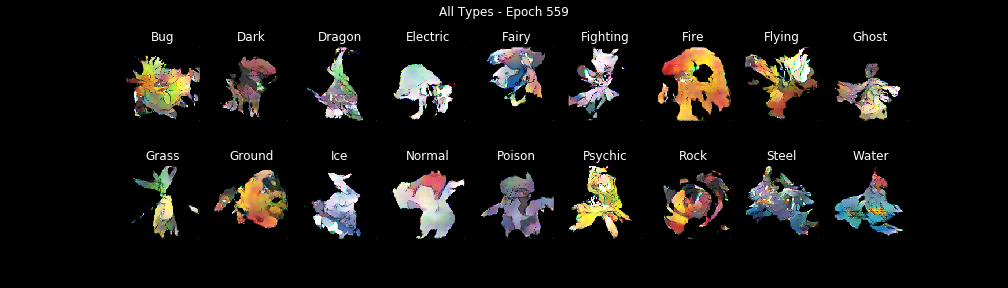 All Types - Epoch 559
Bug Dark Dragon Electric Fairy Fighting Fire Flying Ghost
Grass Ground Ice Normal Poison Psychic Rock Steel Water